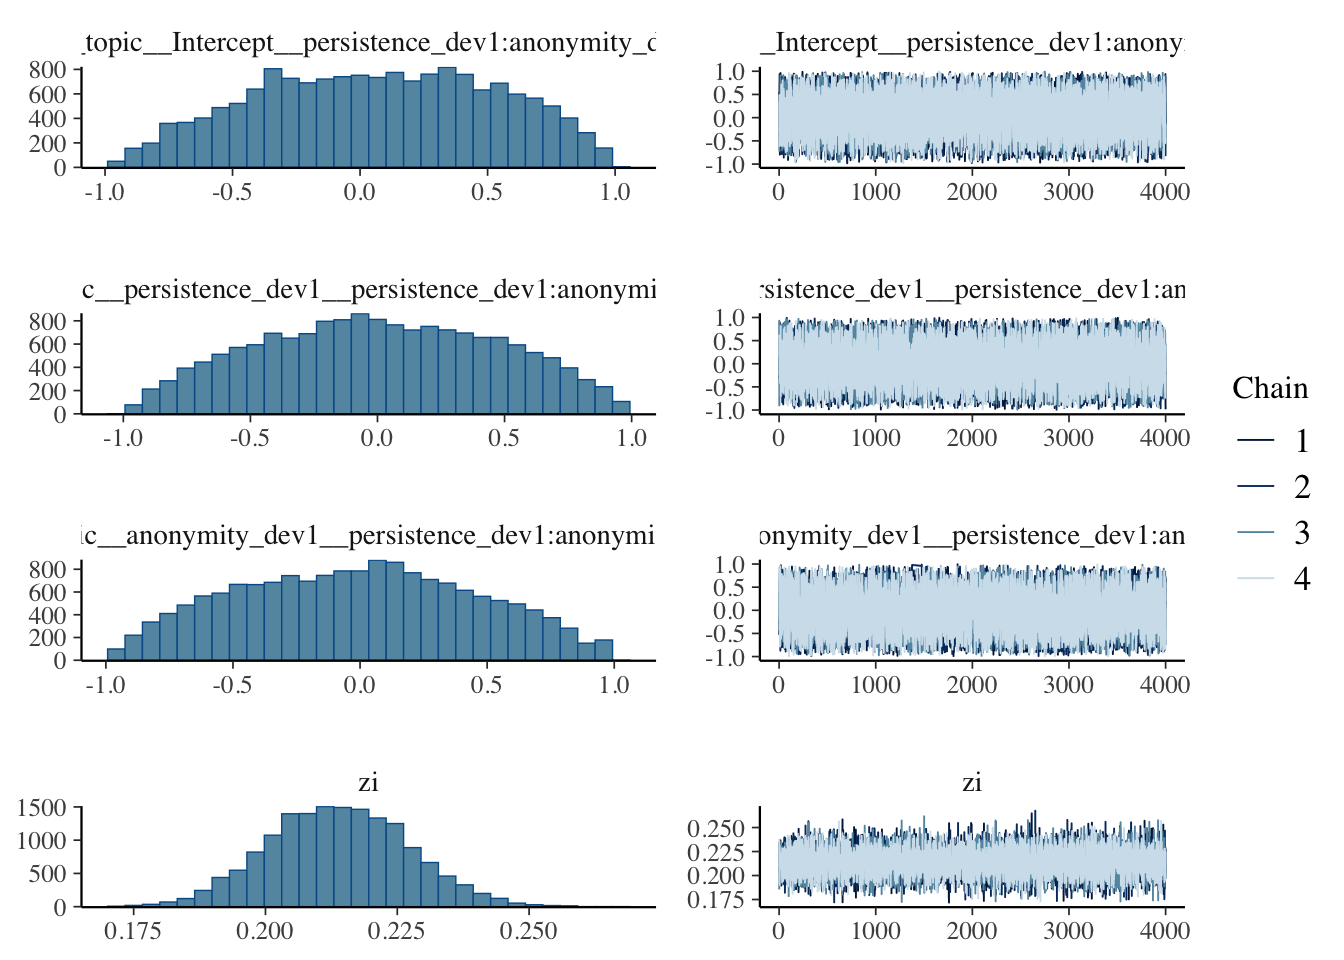 _topic__Intercept__persistence_dev1:anonymity_d
800
600
400
200
0
-1.0 -0.5 0.0 0.5 1.0
_Intercept__persistence_dev1:anony
1.0
0.5
0.0
-0.5
-1.0
0 1000 2000 3000 4000
c__persistence_dev1__persistence_dev1:anonymi
800
600
400
200
0
-1.0 -0.5 0.0 0.5 1.0
rsistence_dev1__persistence_dev1:an
1.0
0.5
0.0
-0.5
-1.0
0 1000 2000 3000 4000
ic__anonymity_dev1__persistence_dev1:anonymi
800
600
400
200
0
-1.0 -0.5 0.0 0.5 1.0
onymity_dev1__persistence_dev1:an
1.0
0.5
0.0
-0.5
-1.0
0 1000 2000 3000 4000
zi
1500
1000
500
0
0.175 0.200 0.225 0.250
zi
0.250
0.225
0.200
0.175
0 1000 2000 3000 4000
Chain
1
2
3
4